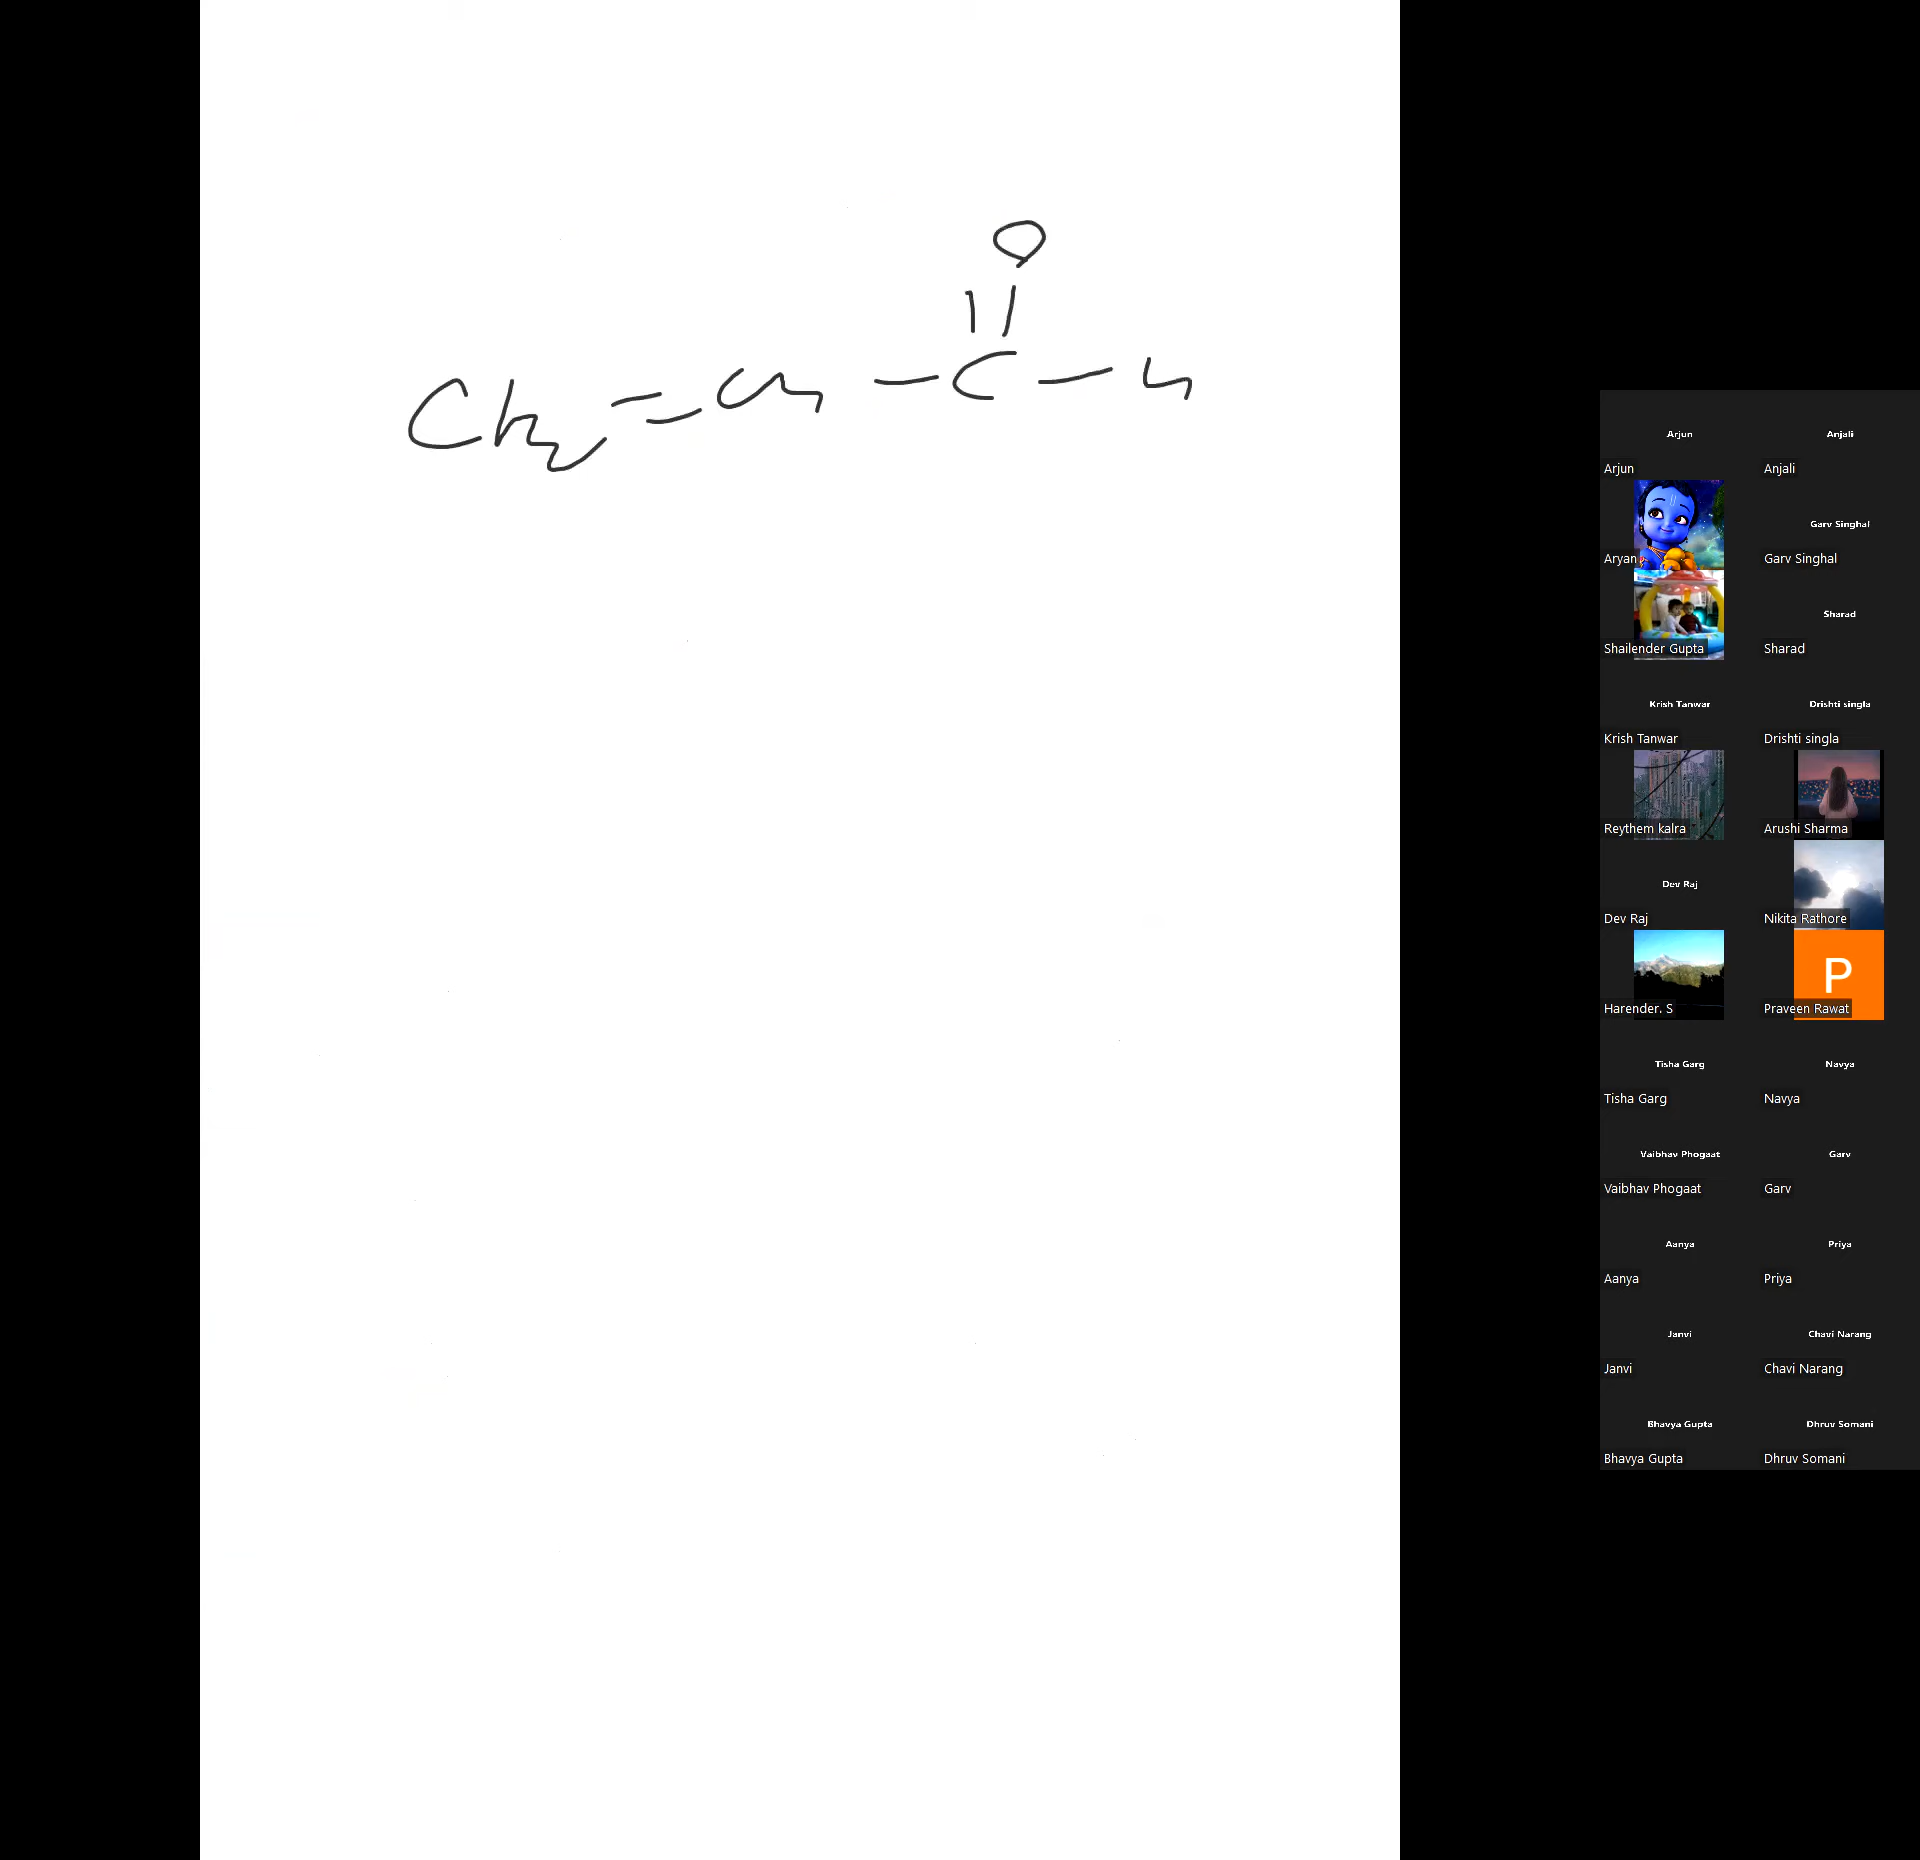 O
||
CH2 = CH — C — H
Arjun Anjali
Arjun Anjali
Garv Singhal
Aryan Garv Singhal
Sharad
Shailender Gupta Sharad
Krish Tanwar Drishti singla
Krish Tanwar Drishti singla
Reythem kalra Arushi Sharma
Dev Raj
Dev Raj Nikita Rathore
P
Harender. S Praveen Rawat
Tisha Garg Navya
Tisha Garg Navya
Vaibhav Phogaat Garv
Vaibhav Phogaat Garv
Aanya Priya
Aanya Priya
Janvi Chavi Narang
Janvi Chavi Narang
Bhavya Gupta Dhruv Somani
Bhavya Gupta Dhruv Somani